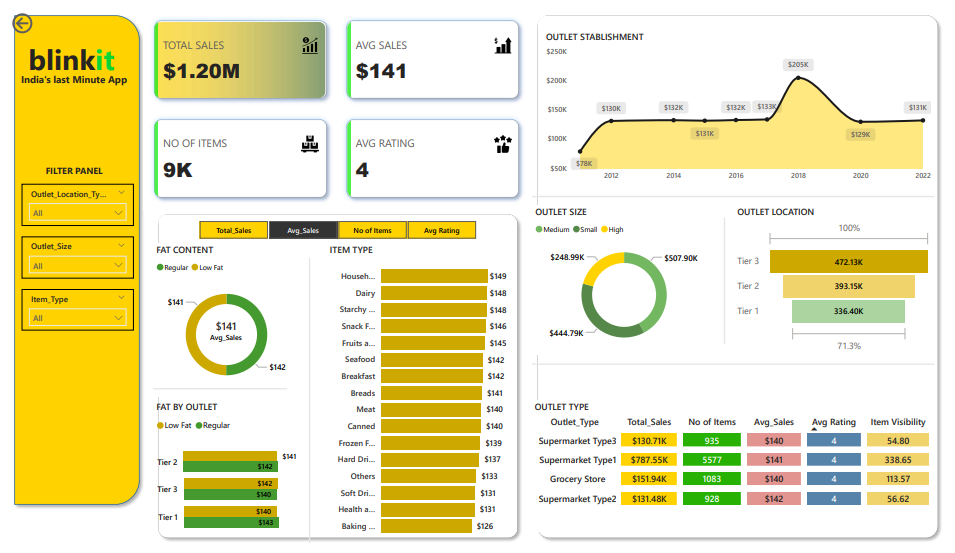 blinkit
India's last Minute App
FILTER PANEL
Outlet_Location_Ty...
All
Outlet_Size
All
Item_Type
All
TOTAL SALES
$1.20M
AVG SALES
$141
NO OF ITEMS
9K
AVG RATING
4
Total_Sales
Avg_Sales
No of Items
Avg Rating
FAT CONTENT
Regular Low Fat
$141
$141
Avg_Sales
$142
FAT BY OUTLET
Low Fat Regular
Tier 2 $141
$142
Tier 3 $142
$140
Tier 1 $140
$143
ITEM TYPE
Househ... $149
Dairy $148
Starchy ... $148
Snack F... $146
Fruits a... $145
Seafood $142
Breakfast $142
Breads $141
Meat $140
Canned $140
Frozen F... $139
Hard Dri... $137
Others $133
Soft Dri... $131
Health a... $131
Baking ... $126
OUTLET STABLISHMENT
$250K
$200K
$150K
$100K
$50K
$78K
$130K
$132K
$131K
$132K
$133K
$205K
$129K
$131K
2012 2014 2016 2018 2020 2022
OUTLET SIZE
Medium Small High
$248.99K
$507.90K
$444.79K
OUTLET LOCATION
100%
Tier 3 472.13K
Tier 2 393.15K
Tier 1 336.40K
71.3%
OUTLET TYPE
Outlet_Type Total_Sales No of Items Avg_Sales Avg Rating Item Visibility
Supermarket Type3 $130.71K 935 $140 4 54.80
Supermarket Type1 $787.55K 5577 $141 4 338.65
Grocery Store $151.94K 1083 $140 4 113.57
Supermarket Type2 $131.48K 928 $142 4 56.62